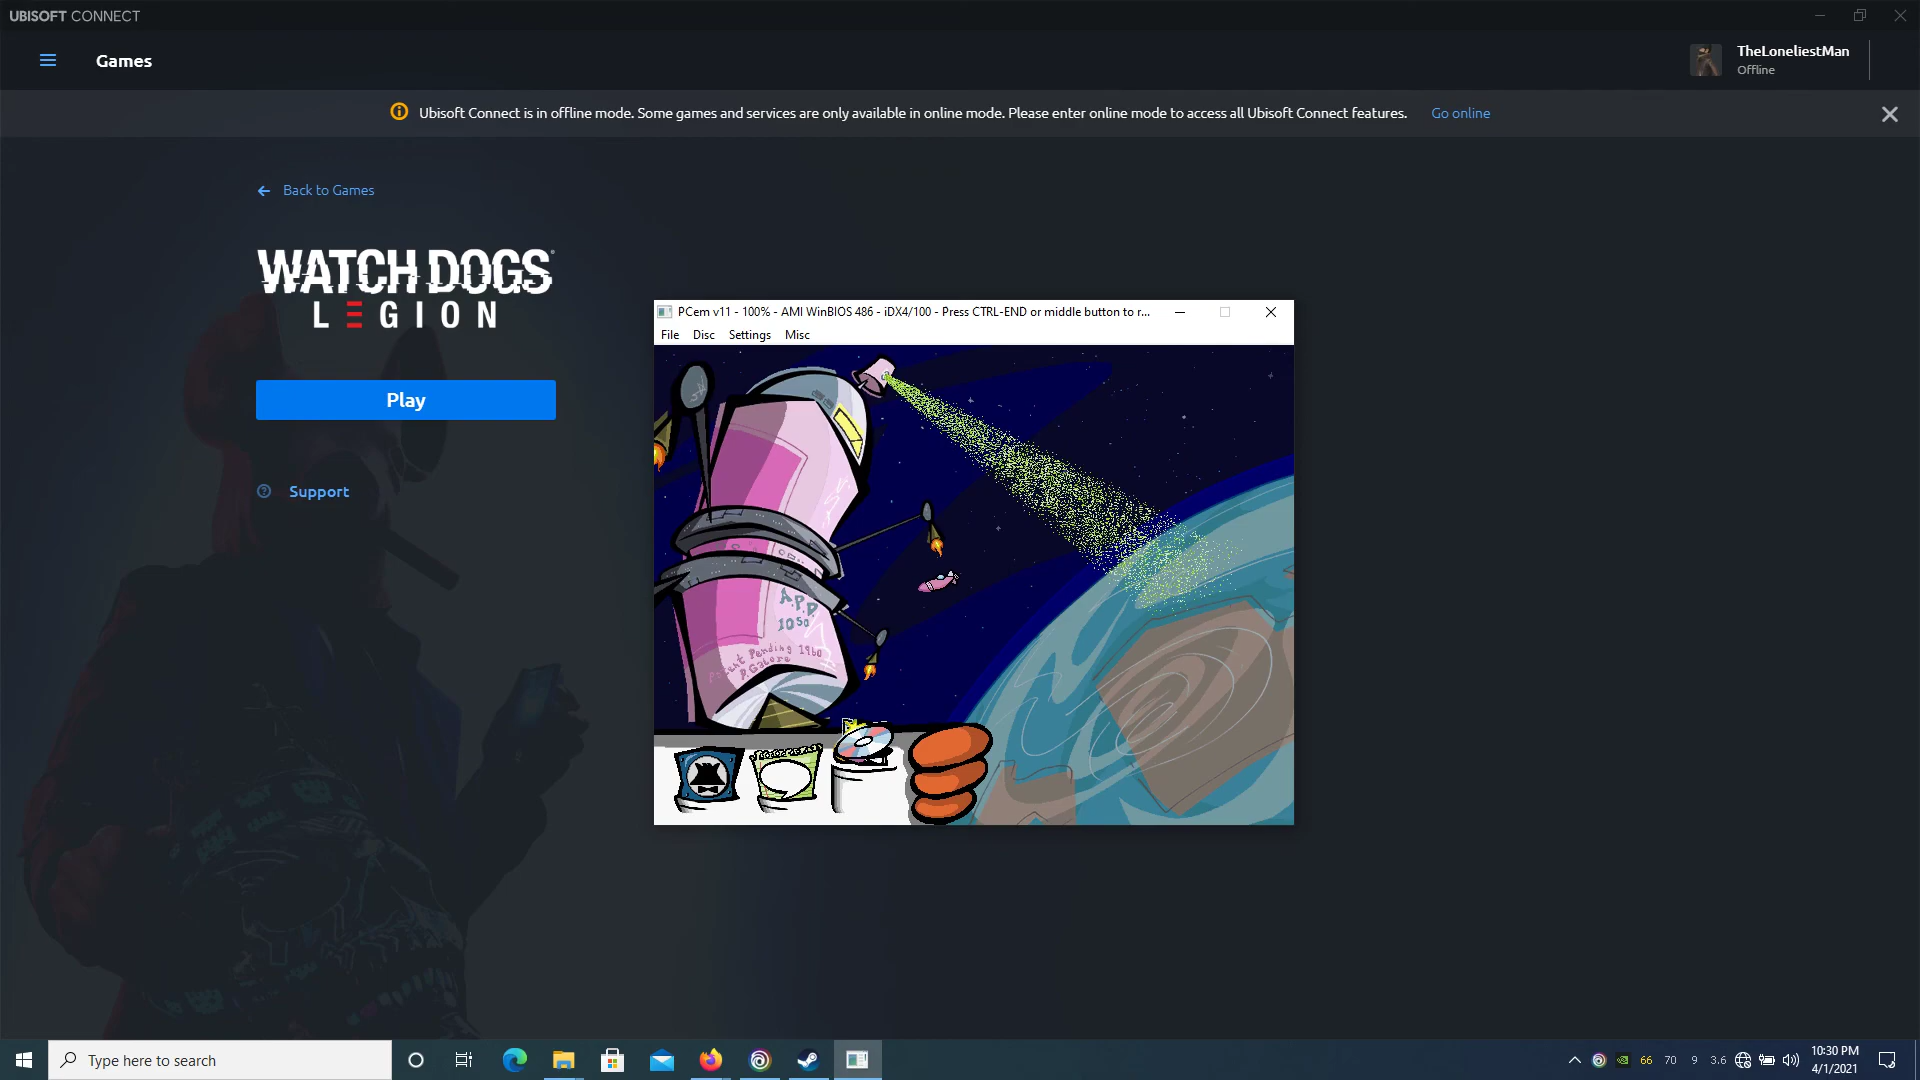 UBISOFT CONNECT
Games
TheLoneliestMan
Offline
Ubisoft Connect is in offline mode. Some games and services are only available in online mode. Please enter online mode to access all Ubisoft Connect features. Go online
Back to Games
WATCH DOGS
LEGION
Play
Support
PCem v11 - 100% - AMI WinBIOS 486 - iDX4/100 - Press CTRL-END or middle button to r...
File Disc Settings Misc
A.P.D
1050
Patent Pending 1960
P. Galore
Type here to search
66 70 9 3.6
10:30 PM
4/1/2021